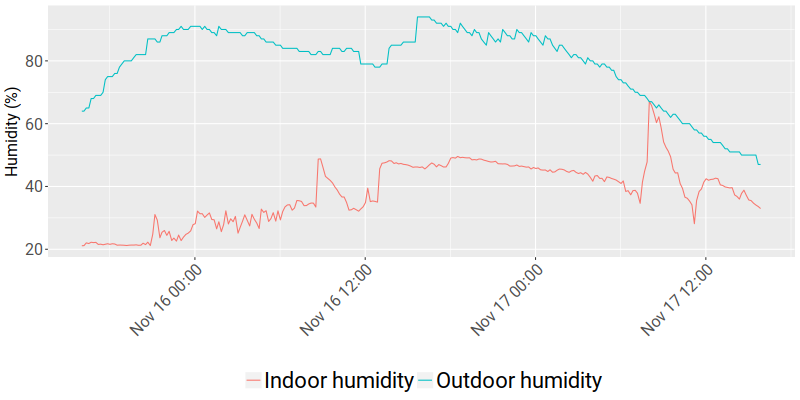 Humidity (%)
80
60
40
20
Nov 16 00:00
Nov 16 12:00
Nov 17 00:00
Nov 17 12:00
Indoor humidity Outdoor humidity